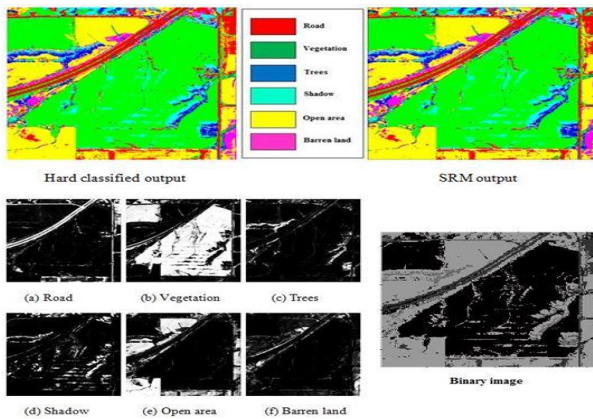 Road
Vegetation
Trees
Shadow
Open area
Barren land
Hard classified output
SRM output
(a) Road
(b) Vegetation
(c) Trees
(d) Shadow
(e) Open area
(f) Barren land
Binary image